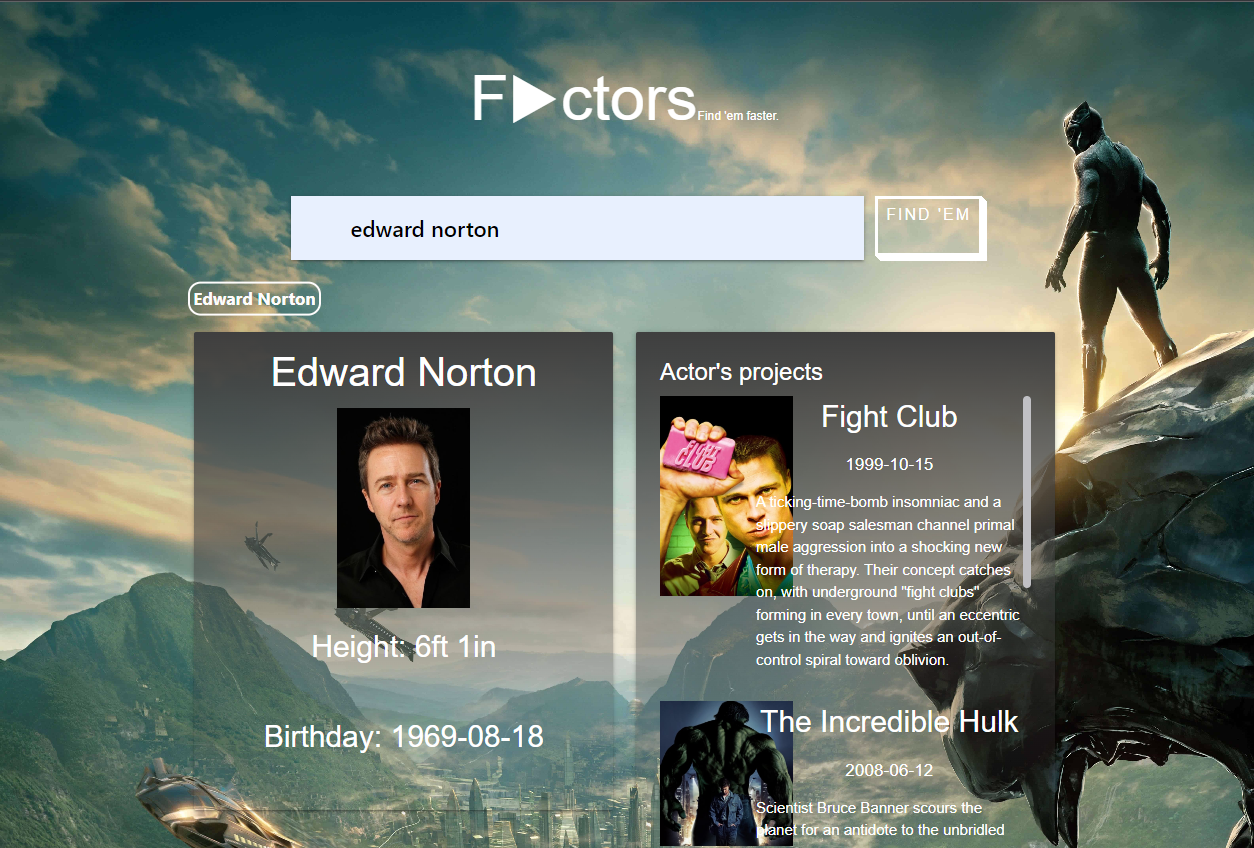 F▶ctors Find 'em faster.
edward norton
FIND 'EM
Edward Norton
Edward Norton
Height: 6ft 1in
Birthday: 1969-08-18
Actor's projects
FIGHT CLUB
Fight Club
1999-10-15
A ticking-time-bomb insomniac and a
slippery soap salesman channel primal
male aggression into a shocking new
form of therapy. Their concept catches
on, with underground "fight clubs"
forming in every town, until an eccentric
gets in the way and ignites an out-of-
control spiral toward oblivion.
The Incredible Hulk
2008-06-12
Scientist Bruce Banner scours the
planet for an antidote to the unbridled